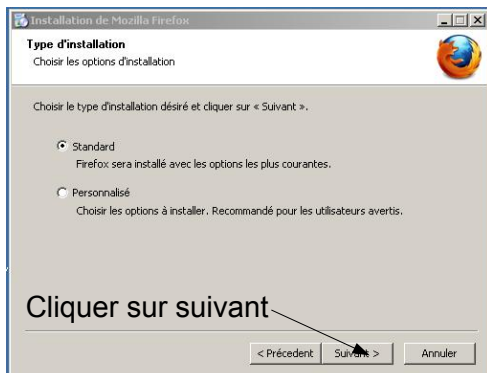 Installation de Mozilla Firefox
Type d'installation
Choisir les options d'installation
Choisir le type d'installation désiré et cliquer sur « Suivant ».
Standard
Firefox sera installé avec les options les plus courantes.
Personnalisé
Choisir les options à installer. Recommandé pour les utilisateurs avertis.
Cliquer sur suivant
< Précedent Suivant > Annuler